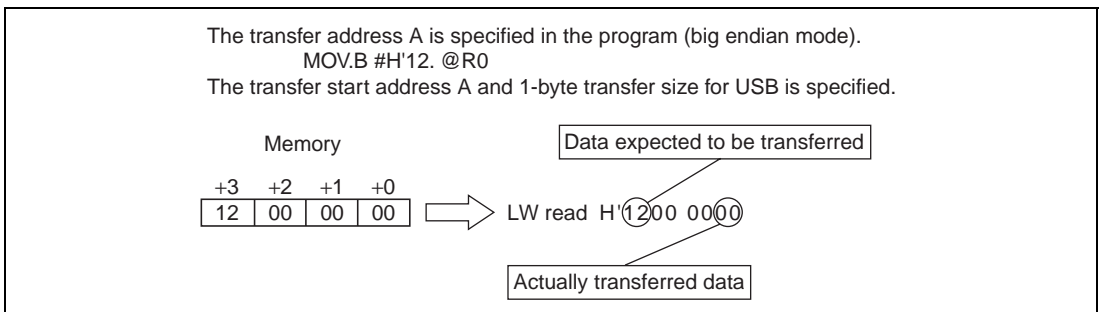 The transfer address A is specified in the program (big endian mode).
MOV.B #H'12. @R0
The transfer start address A and 1-byte transfer size for USB is specified.
Memory
Data expected to be transferred
+3 +2 +1 +0
12 00 00 00
LW read H'1200 0000
Actually transferred data